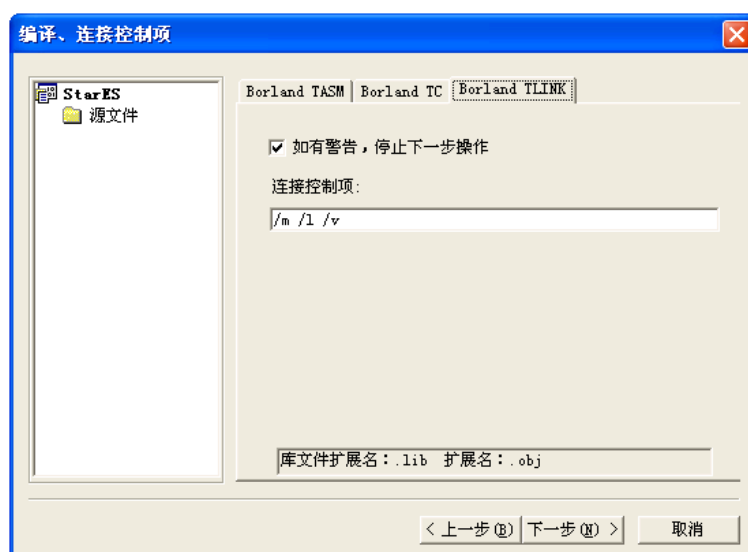 编译、连接控制项
StarES
源文件
Borland TASM Borland TC Borland TLINK
如有警告，停止下一步操作
连接控制项:
/m /l /v
库文件扩展名：.lib 扩展名：.obj
< 上一步(B) 下一步(N) > 取消